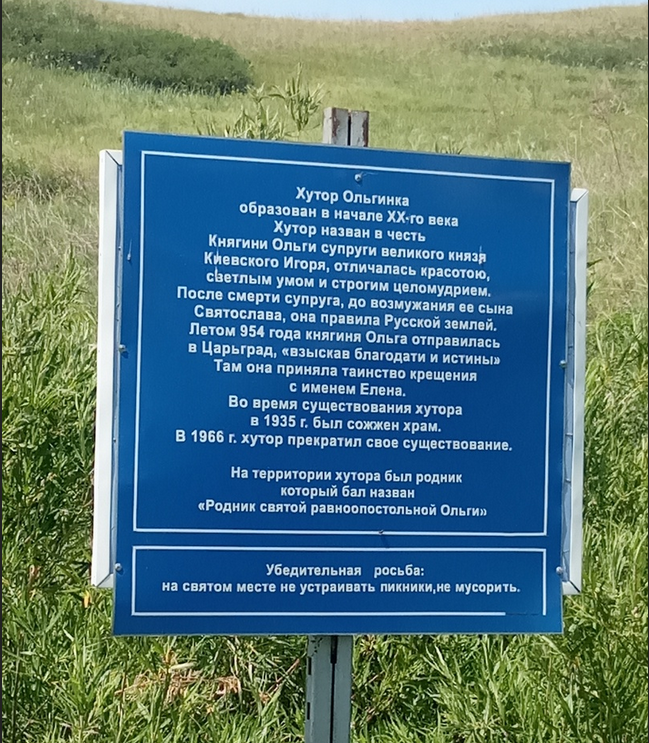 Хутор Ольгинка
образован в начале XX-го века
Хутор назван в честь
Княгини Ольги супруги великого князя
Киевского Игоря, отличалась красотою,
светлым умом и строгим целомудрием.
После смерти супруга, до возмужания ее сына
Святослава, она правила Русской землей.
Летом 954 года княгиня Ольга отправилась
в Царьград, «взыскав благодати и истины»
Там она приняла таинство крещения
с именем Елена.
Во время существования хутора
в 1935 г. был сожжен храм.
В 1966 г. хутор прекратил свое существование.
На территории хутора был родник
который бал назван
«Родник святой равноопостольной Ольги»
Убедительная росьба:
на святом месте не устраивать пикники,не мусорить.